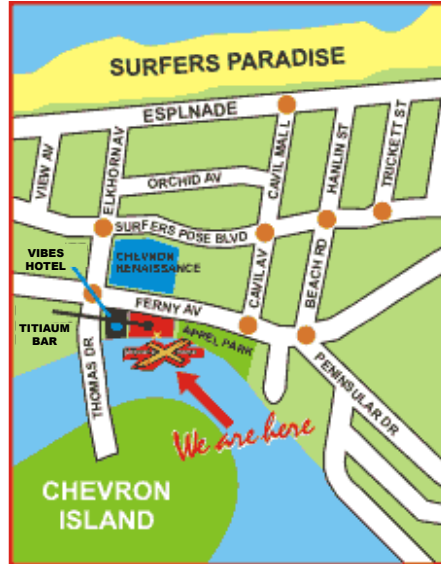 SURFERS PARADISE
ESPLNADE
VIEW AV
ELKHORN AV
ORCHID AV
CAVIL MALL
HANLIN ST
TRICKETT ST
SURFERS POSE BLVD
VIBES
HOTEL
CHEVRON
RENAISSANCE
CAVIL AV
BEACH RD
FERNY AV
TITIAUM
BAR
APPEL PARK
THOMAS DR
PENINSULAR DR
We are here
CHEVRON
ISLAND